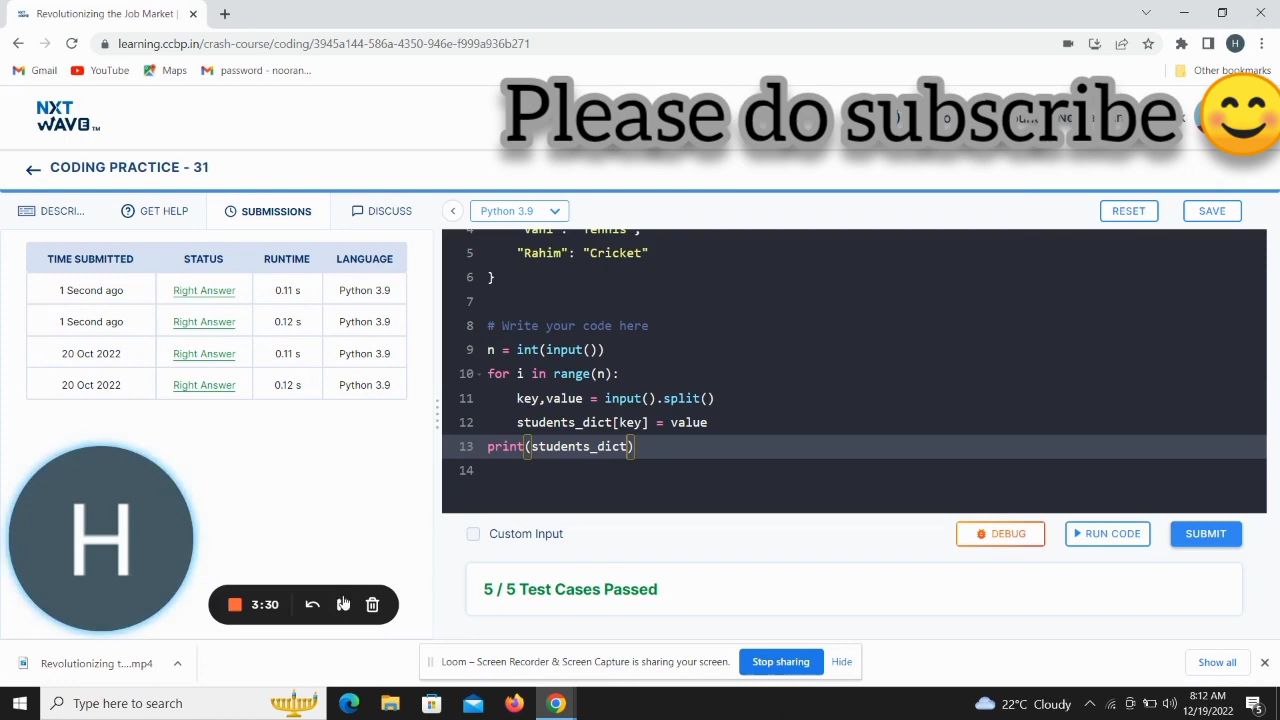 Revolutionizing the Job Market |
learning.ccbp.in/crash-course/coding/3945a144-586a-4350-946e-f999a936b271
H
Gmail
YouTube
Maps
password - nooran...
Other bookmarks
Please do subscribe 😊
NXT
WAVE™
CODING PRACTICE - 31
DESCRI...
GET HELP
SUBMISSIONS
DISCUSS
Python 3.9
RESET
SAVE
TIME SUBMITTED STATUS RUNTIME LANGUAGE
1 Second ago Right Answer 0.11 s Python 3.9
1 Second ago Right Answer 0.12 s Python 3.9
20 Oct 2022 Right Answer 0.11 s Python 3.9
20 Oct 2022 Right Answer 0.12 s Python 3.9
4 "Vani": "Tennis",
5 "Rahim": "Cricket"
6 }
7
8 # Write your code here
9 n = int(input())
10 for i in range(n):
11 key,value = input().split()
12 students_dict[key] = value
13 print(students_dict)
14
Custom Input
DEBUG
RUN CODE
SUBMIT
5 / 5 Test Cases Passed
H
3:30
Revolutionizing t....mp4
Loom – Screen Recorder & Screen Capture is sharing your screen.
Stop sharing
Hide
Show all
Type here to search
22°C Cloudy
8:12 AM
12/19/2022
5